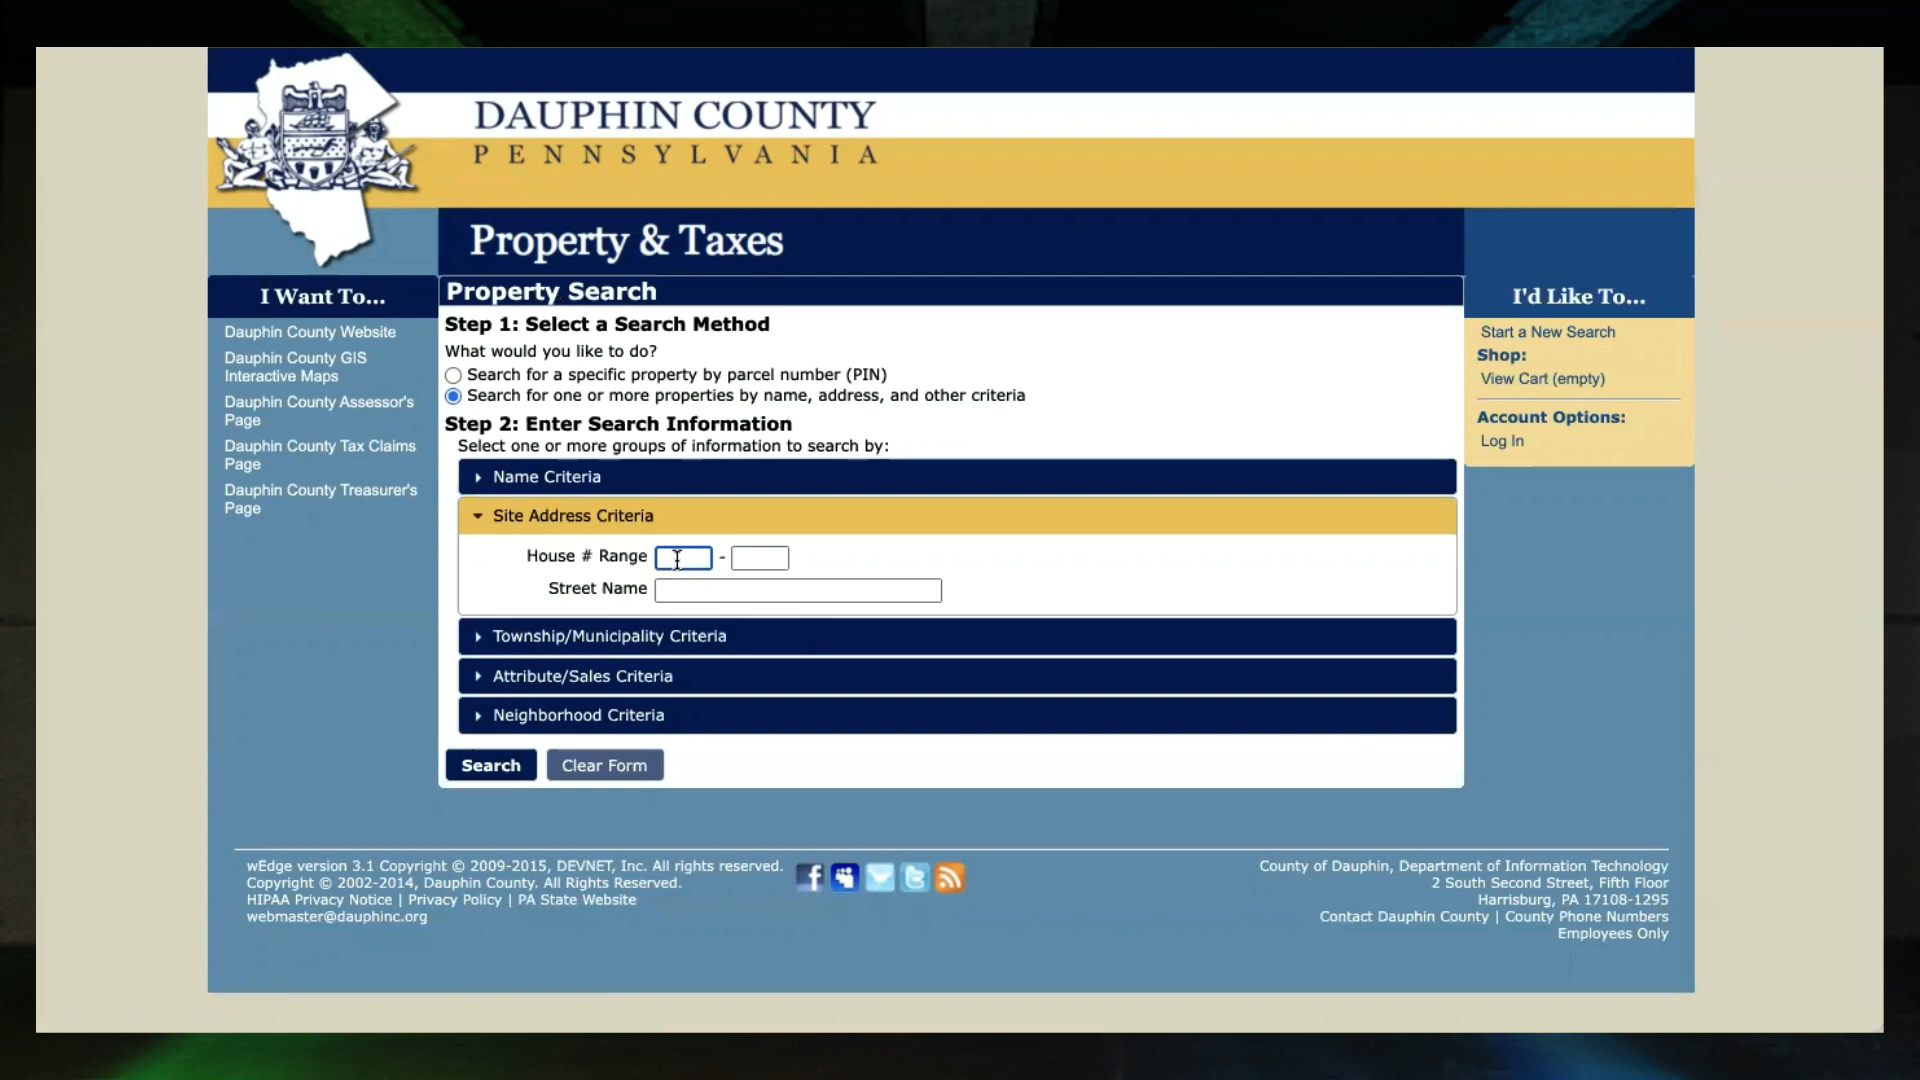 DAUPHIN COUNTY
PENNSYLVANIA
Property & Taxes
I Want To...
Dauphin County Website
Dauphin County GIS
Interactive Maps
Dauphin County Assessor's
Page
Dauphin County Tax Claims
Page
Dauphin County Treasurer's
Page
Property Search
Step 1: Select a Search Method
What would you like to do?
Search for a specific property by parcel number (PIN)
Search for one or more properties by name, address, and other criteria
Step 2: Enter Search Information
Select one or more groups of information to search by:
Name Criteria
Site Address Criteria
House # Range -
Street Name
Township/Municipality Criteria
Attribute/Sales Criteria
Neighborhood Criteria
Search Clear Form
I'd Like To...
Start a New Search
Shop:
View Cart (empty)
Account Options:
Log In
wEdge version 3.1 Copyright © 2009-2015, DEVNET, Inc. All rights reserved.
Copyright © 2002-2014, Dauphin County. All Rights Reserved.
HIPAA Privacy Notice | Privacy Policy | PA State Website
webmaster@dauphinc.org
County of Dauphin, Department of Information Technology
2 South Second Street, Fifth Floor
Harrisburg, PA 17108-1295
Contact Dauphin County | County Phone Numbers
Employees Only